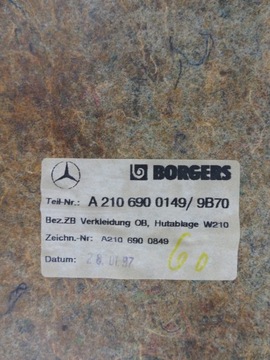 BORGERS
Teil-Nr.: A 210 690 0149/ 9B70
Bez.ZB Verkleidung OB, Hutablage W210
Zeichn.-Nr: A210 690 0849
Datum: 28. 01. 97
60